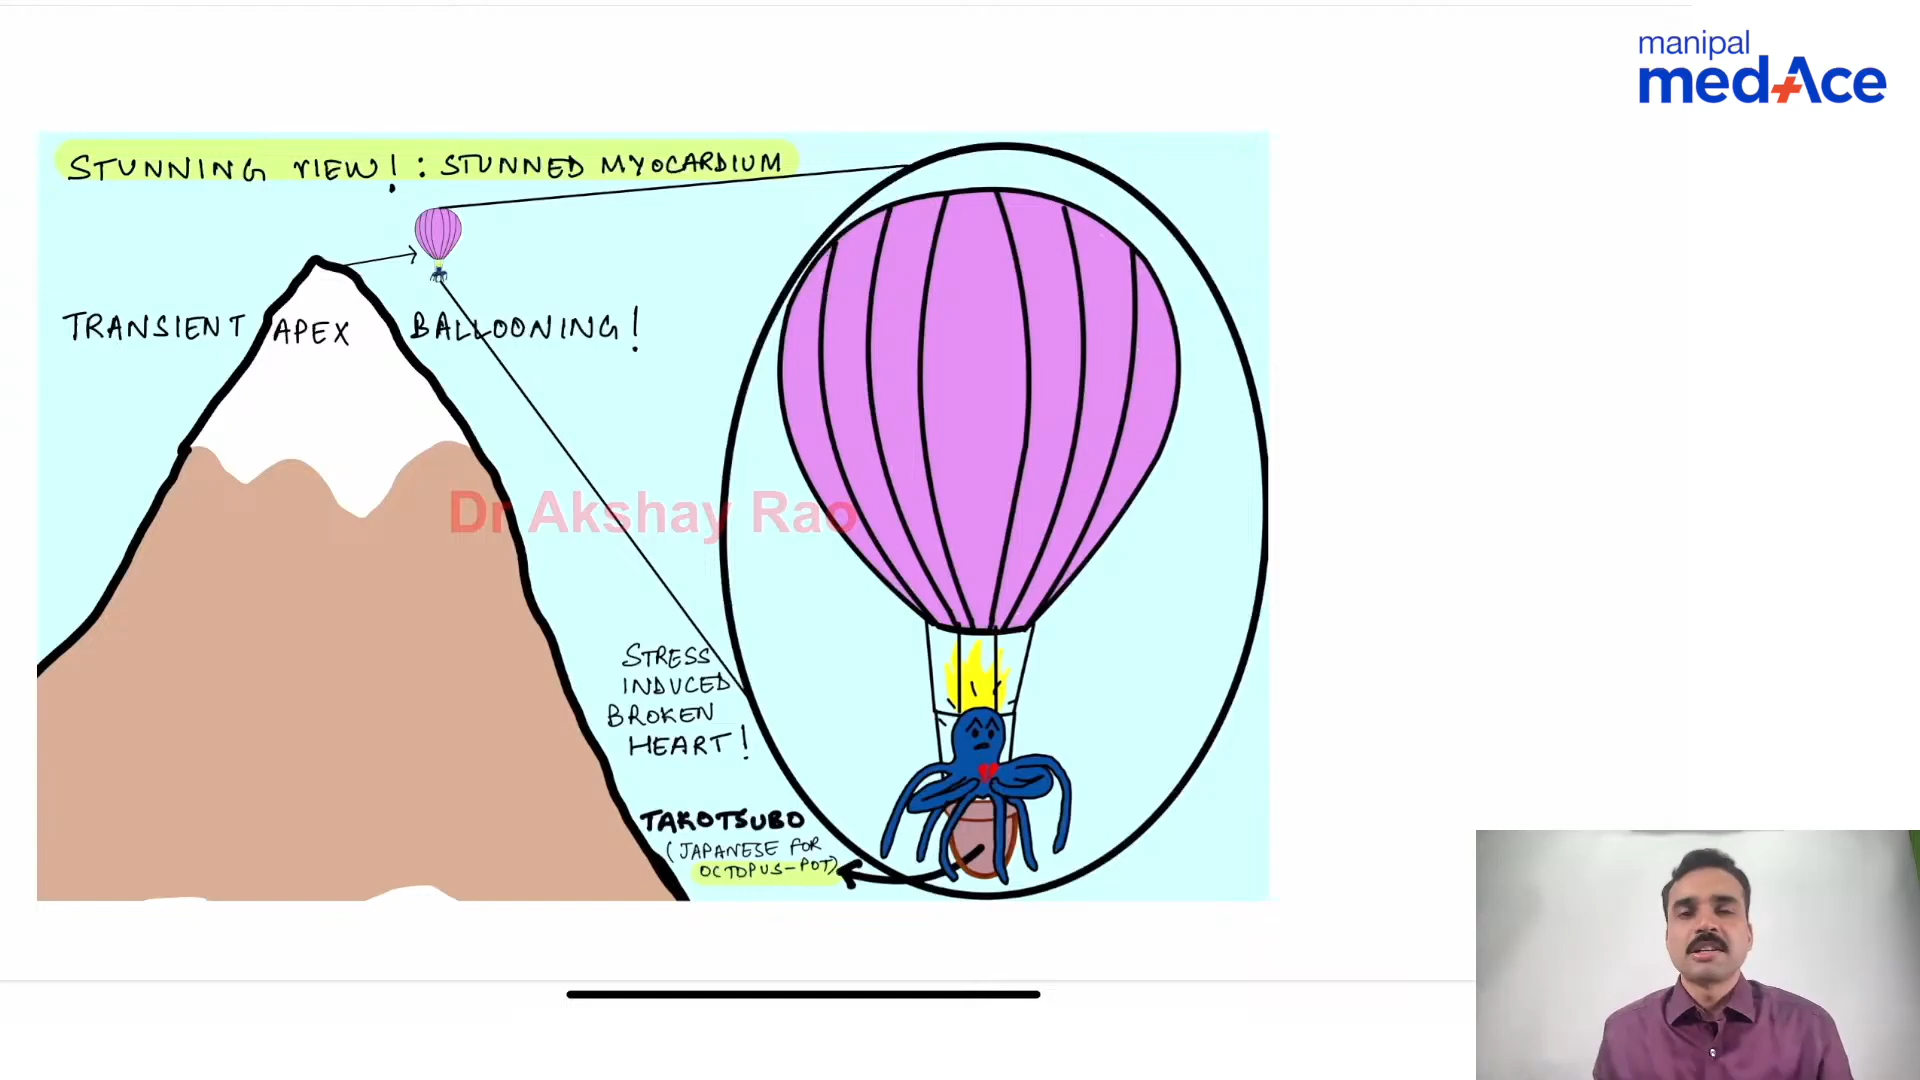 manipal
medAce
STUNNING VIEW! : STUNNED MYOCARDIUM
TRANSIENT APEX BALLOONING!
Dr Akshay Rao
STRESS
INDUCED
BROKEN
HEART!
TAKOTSUBO
(JAPANESE FOR
OCTOPUS-POT)